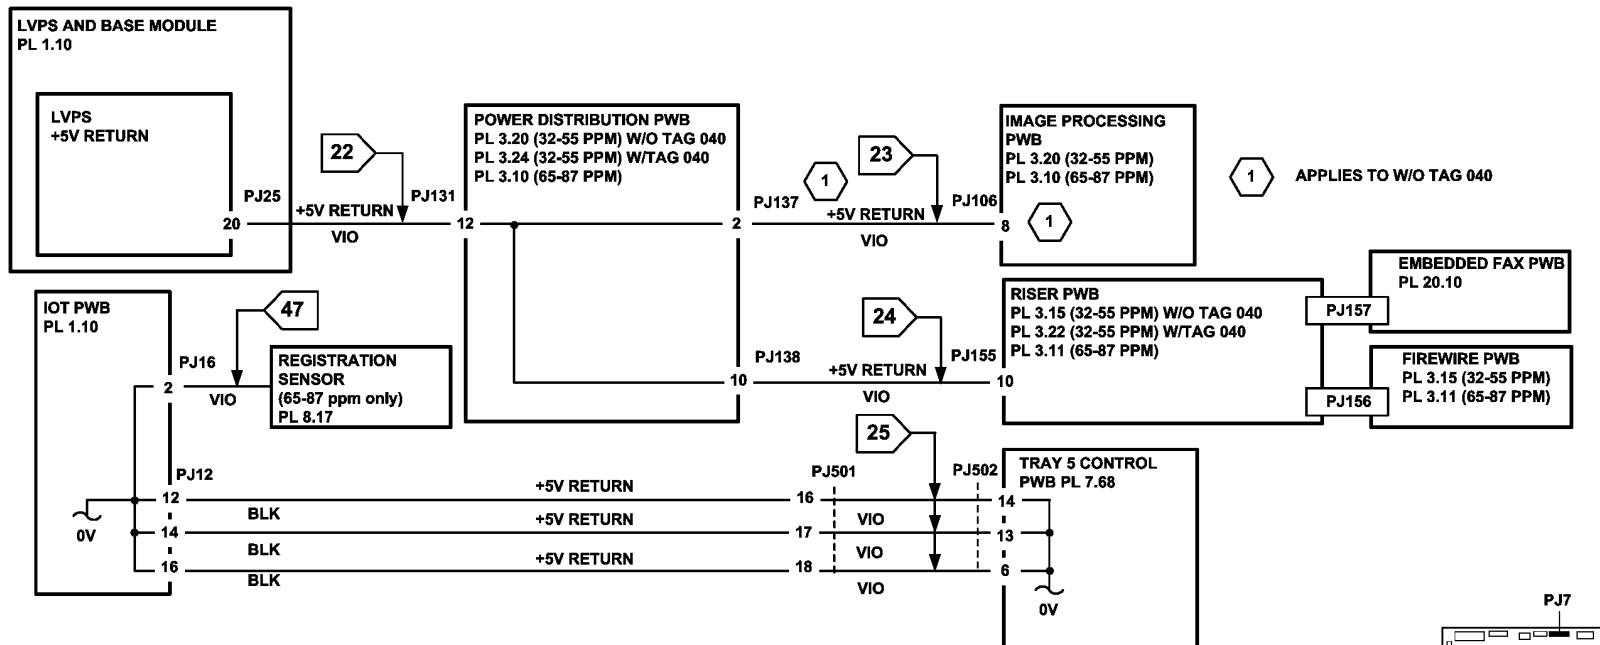 LVPS AND BASE MODULE
PL 1.10
LVPS
+5V RETURN
PJ25
20
+5V RETURN
VIO
22
PJ131
12
POWER DISTRIBUTION PWB
PL 3.20 (32-55 PPM) W/O TAG 040
PL 3.24 (32-55 PPM) W/TAG 040
PL 3.10 (65-87 PPM)
2
PJ137
1
+5V RETURN
VIO
23
PJ106
8
1
IMAGE PROCESSING
PWB
PL 3.20 (32-55 PPM)
PL 3.10 (65-87 PPM)
1
APPLIES TO W/O TAG 040
10
PJ138
+5V RETURN
VIO
24
PJ155
10
RISER PWB
PL 3.15 (32-55 PPM) W/O TAG 040
PL 3.22 (32-55 PPM) W/TAG 040
PL 3.11 (65-87 PPM)
PJ157
EMBEDDED FAX PWB
PL 20.10
PJ156
FIREWIRE PWB
PL 3.15 (32-55 PPM)
PL 3.11 (65-87 PPM)
IOT PWB
PL 1.10
PJ16
2
VIO
47
REGISTRATION
SENSOR
(65-87 ppm only)
PL 8.17
PJ12
0V
12
BLK
+5V RETURN
14
BLK
+5V RETURN
16
BLK
+5V RETURN
PJ501
16
17
18
25
VIO
VIO
VIO
PJ502
14
13
6
TRAY 5 CONTROL
PWB PL 7.68
0V
PJ7